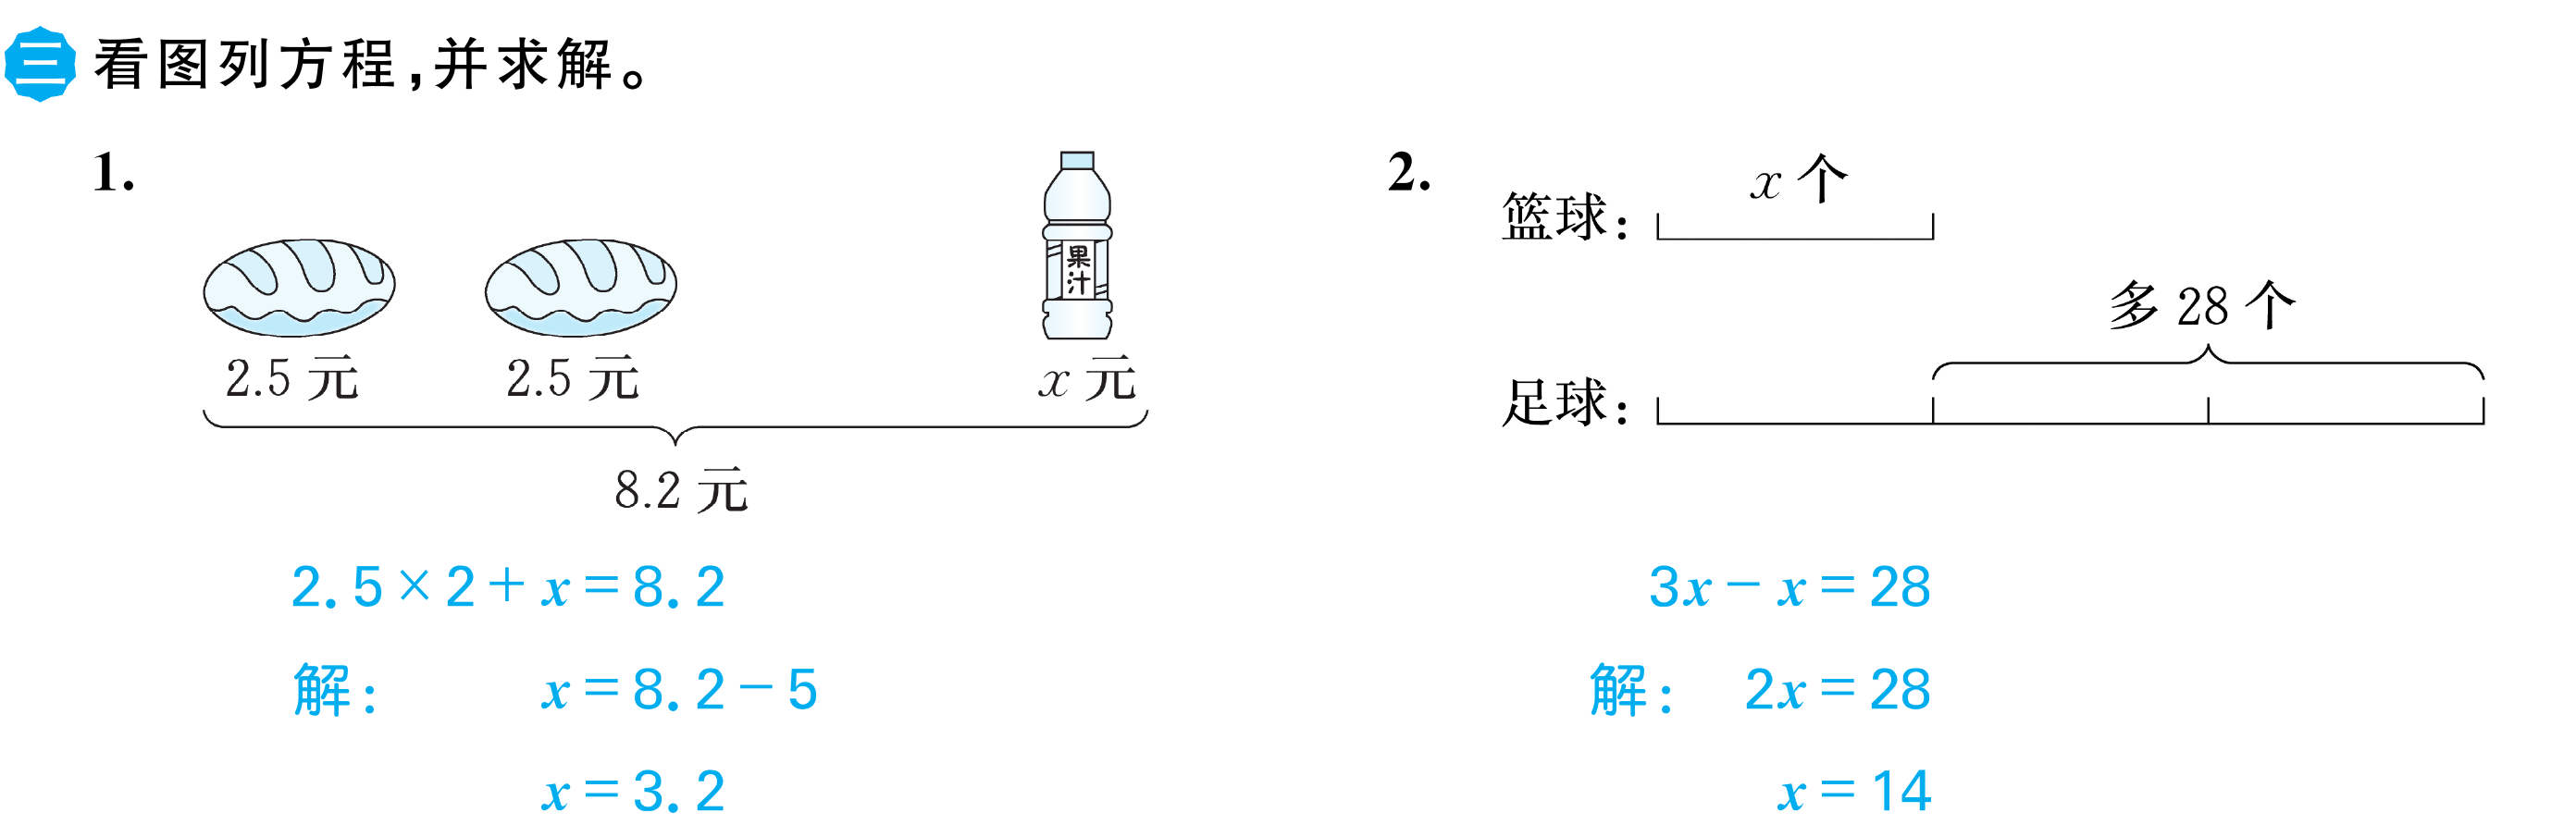 三 看图列方程,并求解。
1.
果汁
2.5 元 2.5 元 x 元
8.2 元
2.5×2+x=8.2
解: x=8.2-5
x=3.2
2.
篮球: x 个
多 28 个
足球:
3x-x=28
解: 2x=28
x=14